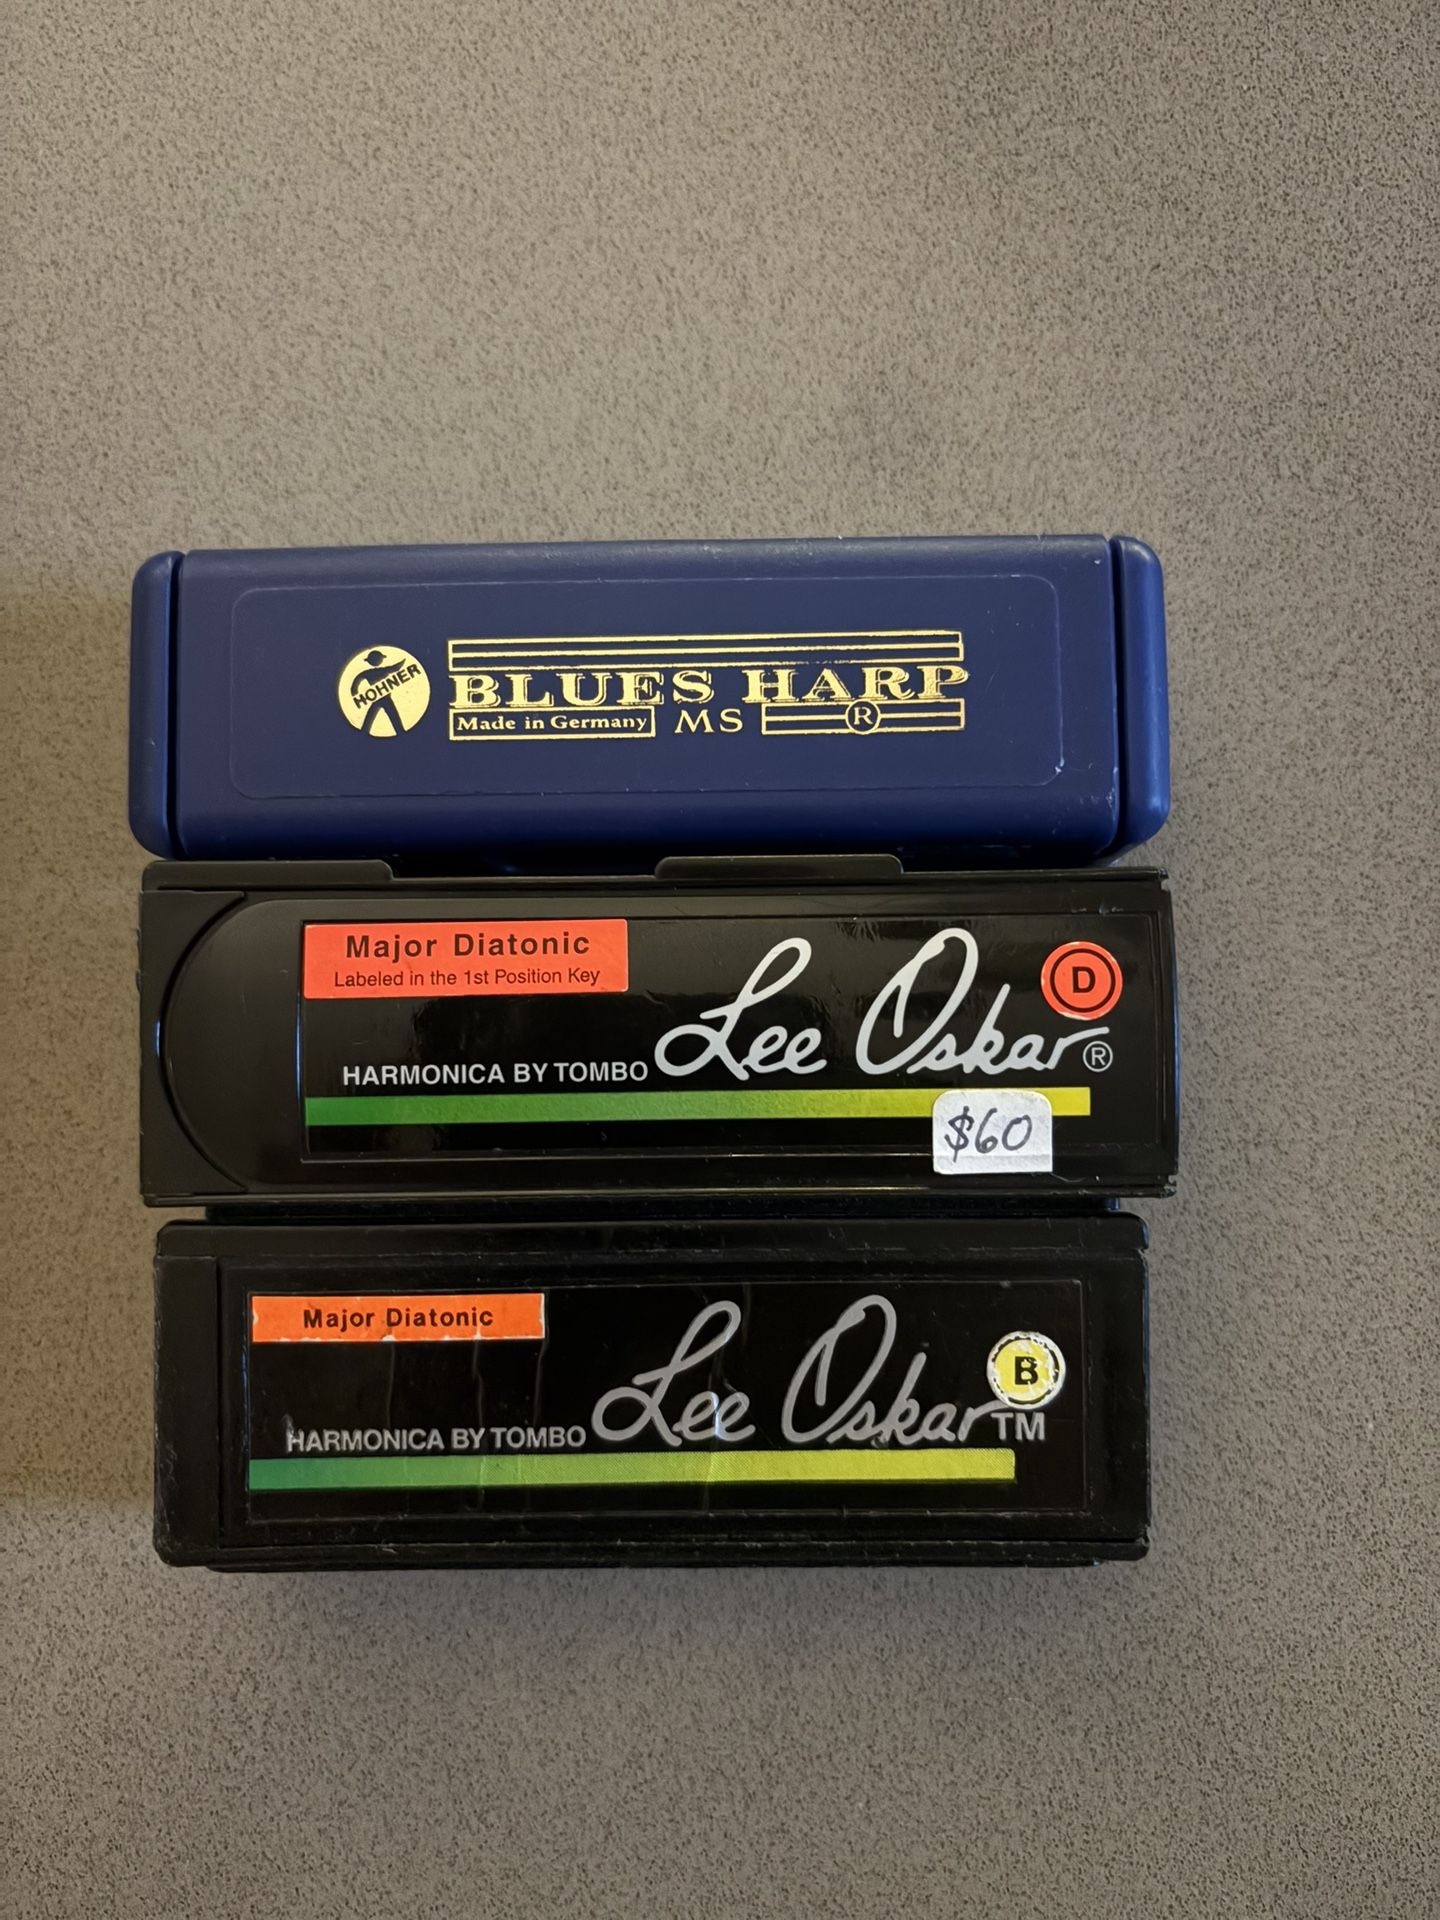 HOHNER
BLUES HARP
Made in Germany MS ®
Major Diatonic
Labeled in the 1st Position Key
D
HARMONICA BY TOMBO Lee Oskar®
$60
Major Diatonic
B
HARMONICA BY TOMBO Lee Oskar TM